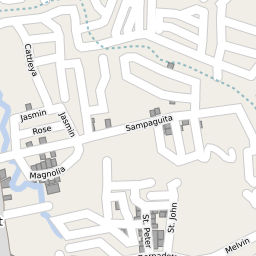 Cattleya
Jasmin
Jasmin
Rose
Sampaguita
Magnolia
St. Peter
St. John
Melvin